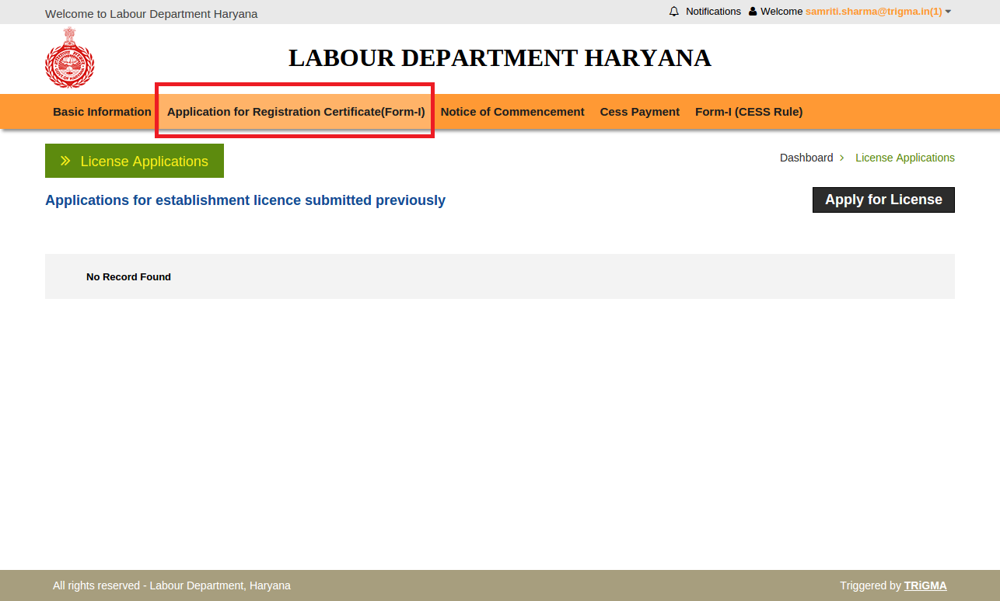 Welcome to Labour Department Haryana
Notifications Welcome samriti.sharma@trigma.in(1)
LABOUR DEPARTMENT HARYANA
Basic Information Application for Registration Certificate(Form-I) Notice of Commencement Cess Payment Form-I (CESS Rule)
License Applications
Dashboard License Applications
Applications for establishment licence submitted previously
Apply for License
No Record Found
All rights reserved - Labour Department, Haryana
Triggered by TRiGMA